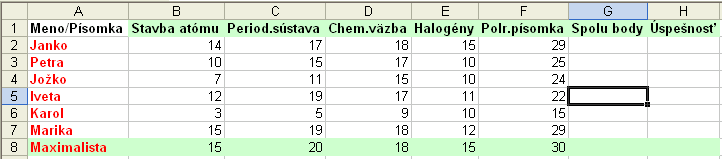 A B C D E F G H
1 Meno/Písomka Stavba atómu Period.sústava Chem.väzba Halogény Polr.písomka Spolu body Úspešnosť
2 Janko 14 17 18 15 29
3 Petra 10 15 17 10 25
4 Jožko 7 11 15 10 24
5 Iveta 12 19 17 11 22
6 Karol 3 5 9 10 15
7 Marika 15 19 18 12 29
8 Maximalista 15 20 18 15 30